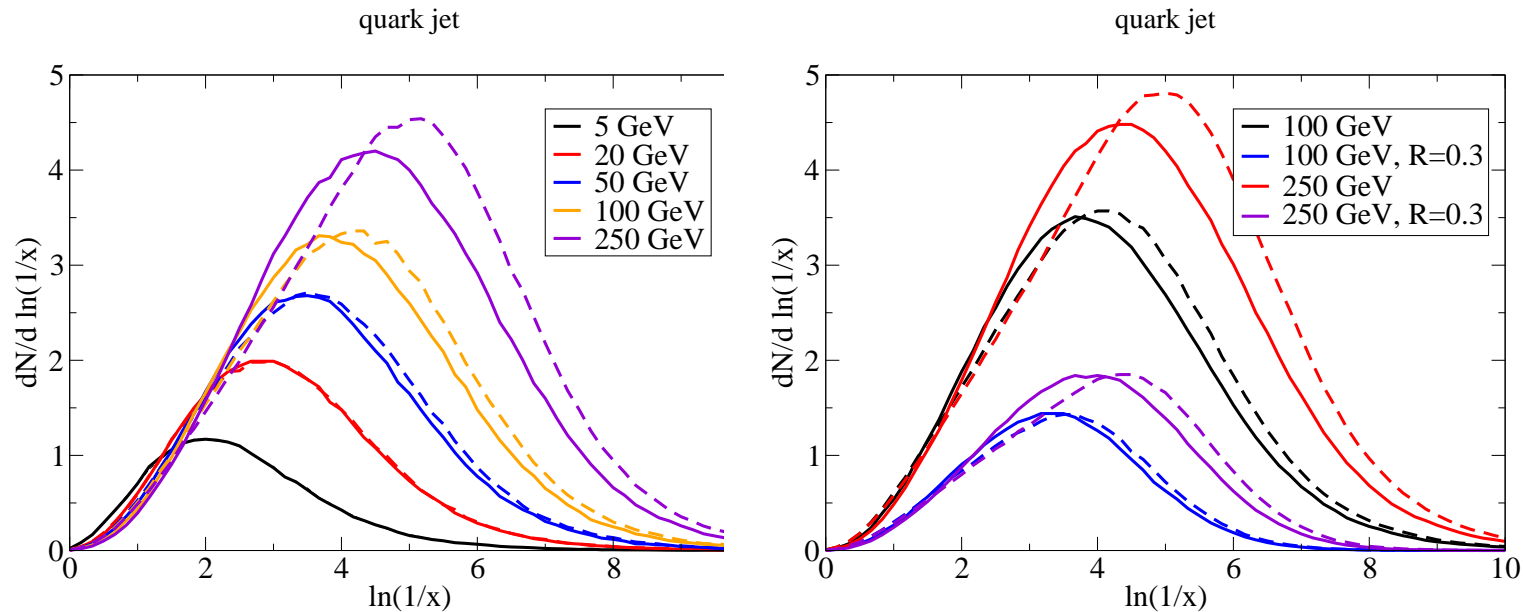 quark jet
5
4
3
2
1
0
dN/d ln(1/x)
5 GeV
20 GeV
50 GeV
100 GeV
250 GeV
0
2
4
6
8
ln(1/x)
quark jet
5
4
3
2
1
0
dN/d ln(1/x)
100 GeV
100 GeV, R=0.3
250 GeV
250 GeV, R=0.3
0
2
4
6
8
10
ln(1/x)